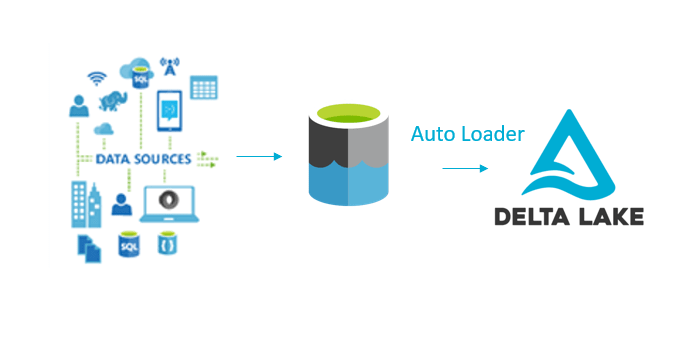 SQL
DATA SOURCES
SQL
{ }
Auto Loader
DELTA LAKE